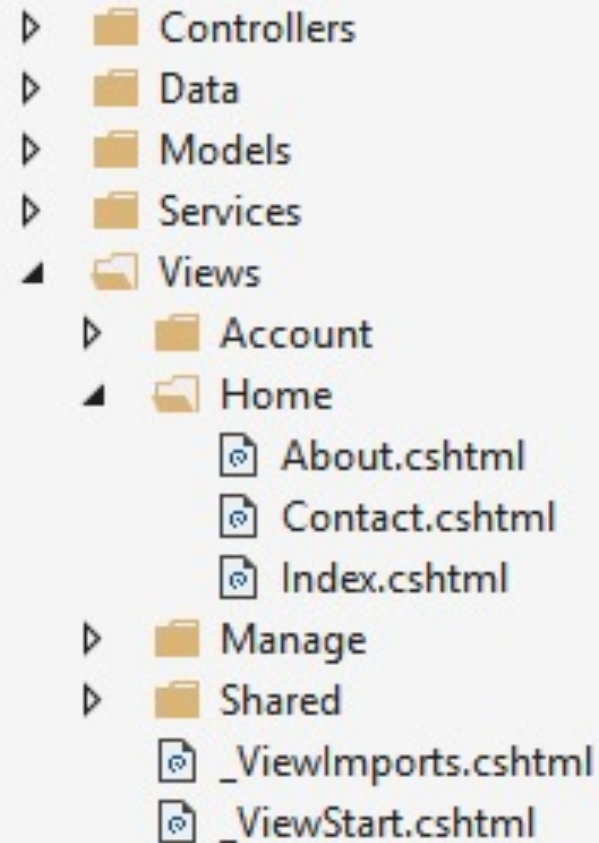 Controllers
Data
Models
Services
Views
Account
Home
About.cshtml
Contact.cshtml
Index.cshtml
Manage
Shared
_ViewImports.cshtml
_ViewStart.cshtml